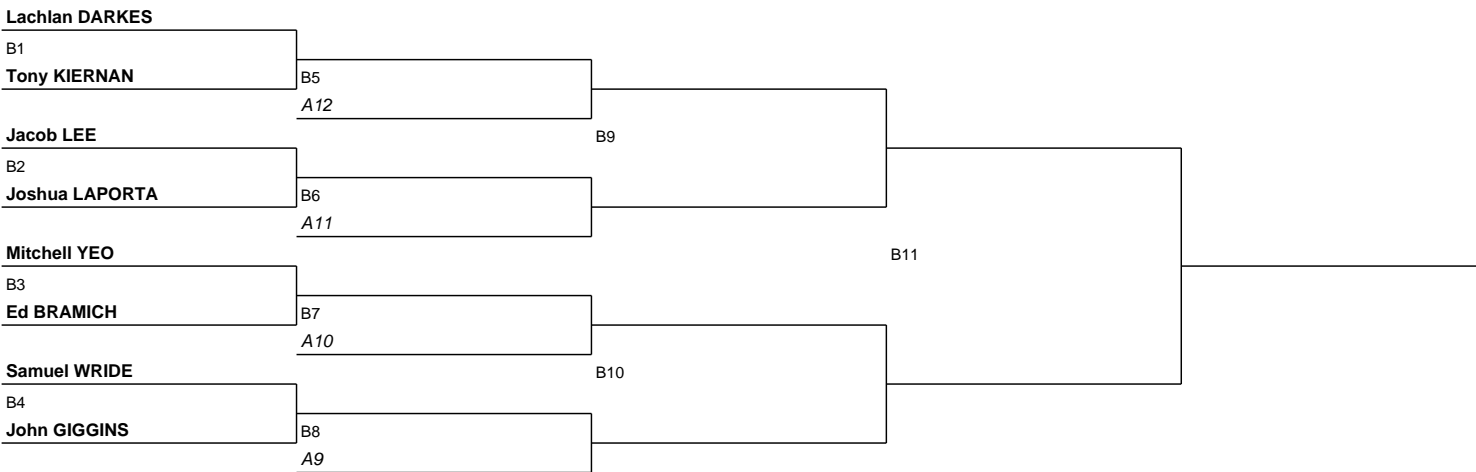 Lachlan DARKES
B1
Tony KIERNAN
B5
A12
Jacob LEE
B9
B2
Joshua LAPORTA
B6
A11
Mitchell YEO
B11
B3
Ed BRAMICH
B7
A10
Samuel WRIDE
B10
B4
John GIGGINS
B8
A9